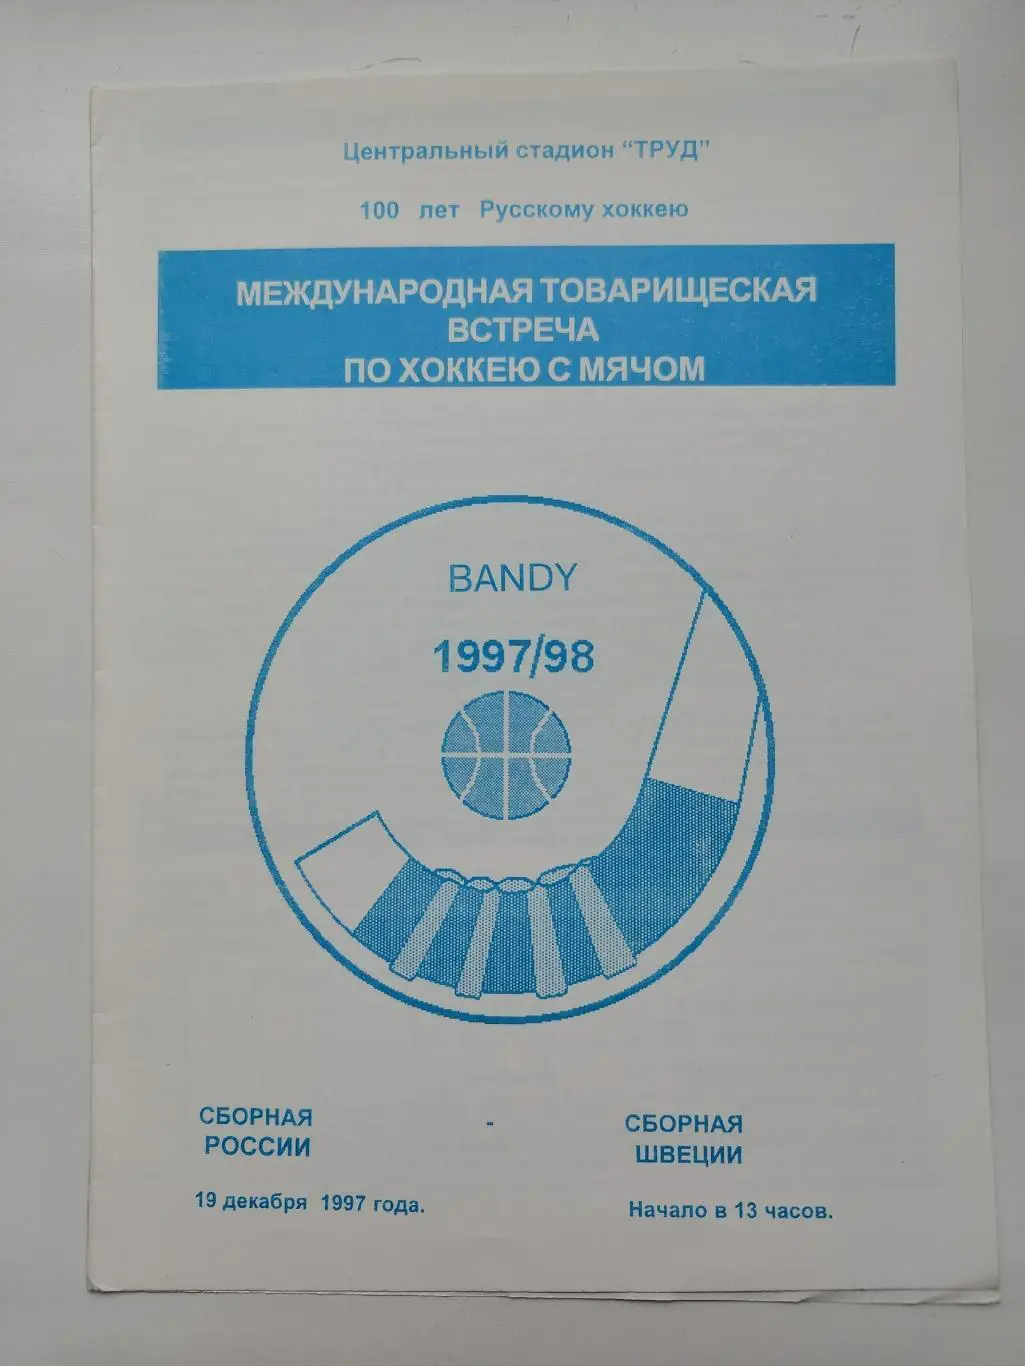 Центральный стадион “ТРУД”
100 лет Русскому хоккею
МЕЖДУНАРОДНАЯ ТОВАРИЩЕСКАЯ
ВСТРЕЧА
ПО ХОККЕЮ С МЯЧОМ
BANDY
1997/98
СБОРНАЯ - СБОРНАЯ
РОССИИ ШВЕЦИИ
19 декабря 1997 года. Начало в 13 часов.